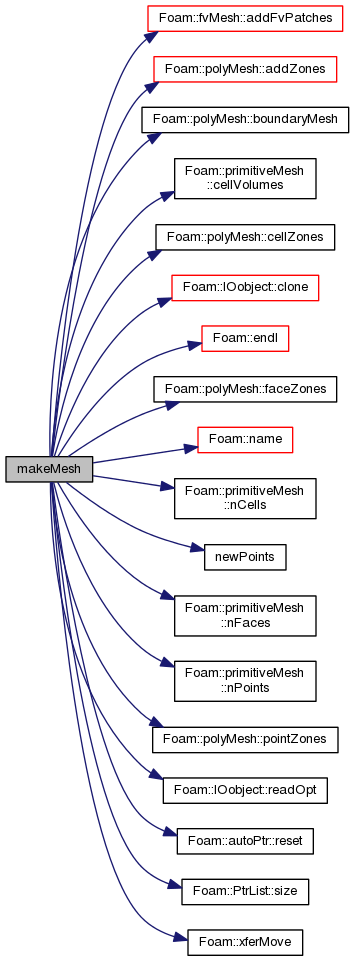 Foam::fvMesh::addFvPatches
Foam::polyMesh::addZones
Foam::polyMesh::boundaryMesh
Foam::primitiveMesh
::cellVolumes
Foam::polyMesh::cellZones
Foam::IOobject::clone
Foam::endl
Foam::polyMesh::faceZones
makeMesh
Foam::name
Foam::primitiveMesh
::nCells
newPoints
Foam::primitiveMesh
::nFaces
Foam::primitiveMesh
::nPoints
Foam::polyMesh::pointZones
Foam::IOobject::readOpt
Foam::autoPtr::reset
Foam::PtrList::size
Foam::xferMove